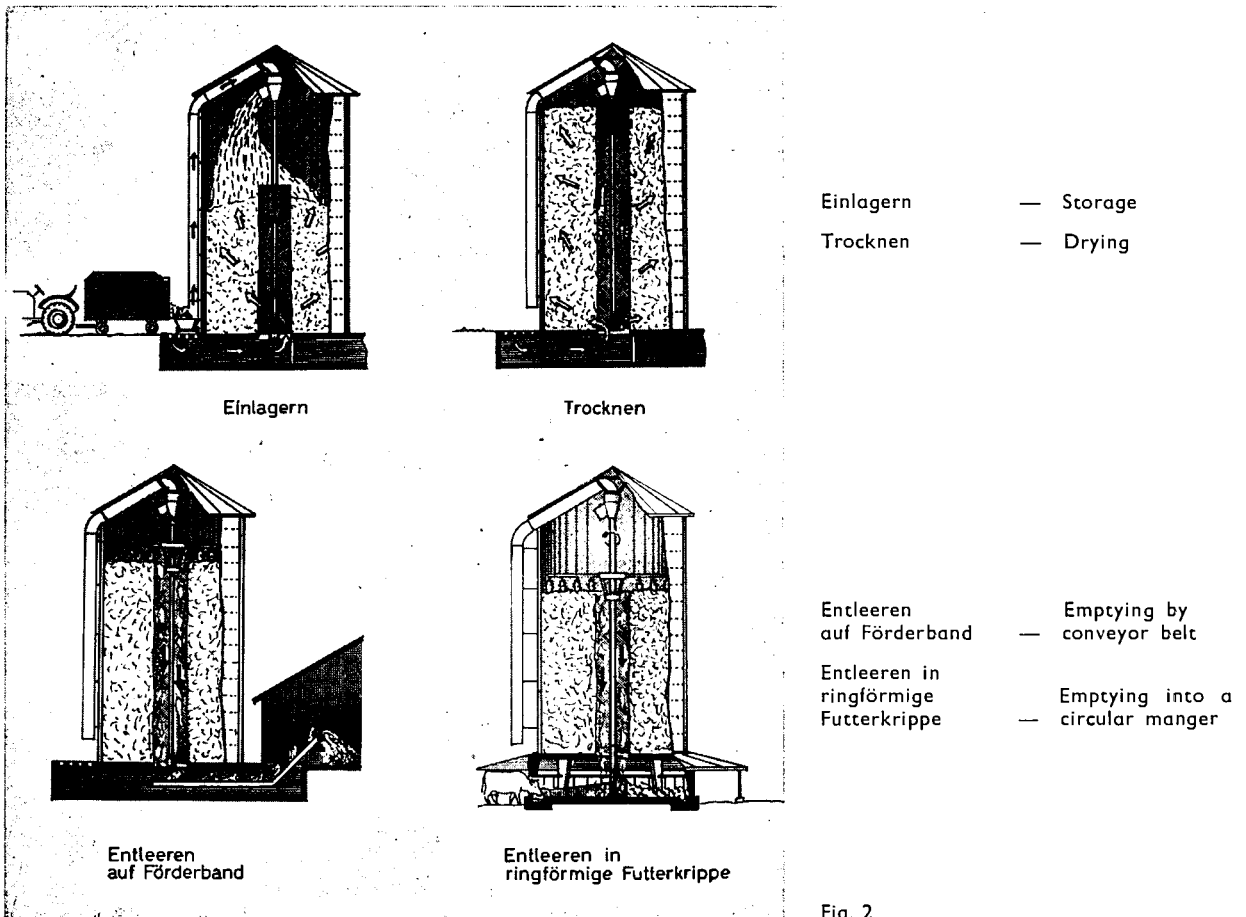 Einlagern — Storage
Trocknen — Drying
Einlagern
Trocknen
Entleeren Emptying by
auf Förderband — conveyor belt
Entleeren in
ringförmige Emptying into a
Futterkrippe — circular manger
Entleeren
auf Förderband
Entleeren in
ringförmige Futterkrippe
Fig. 2